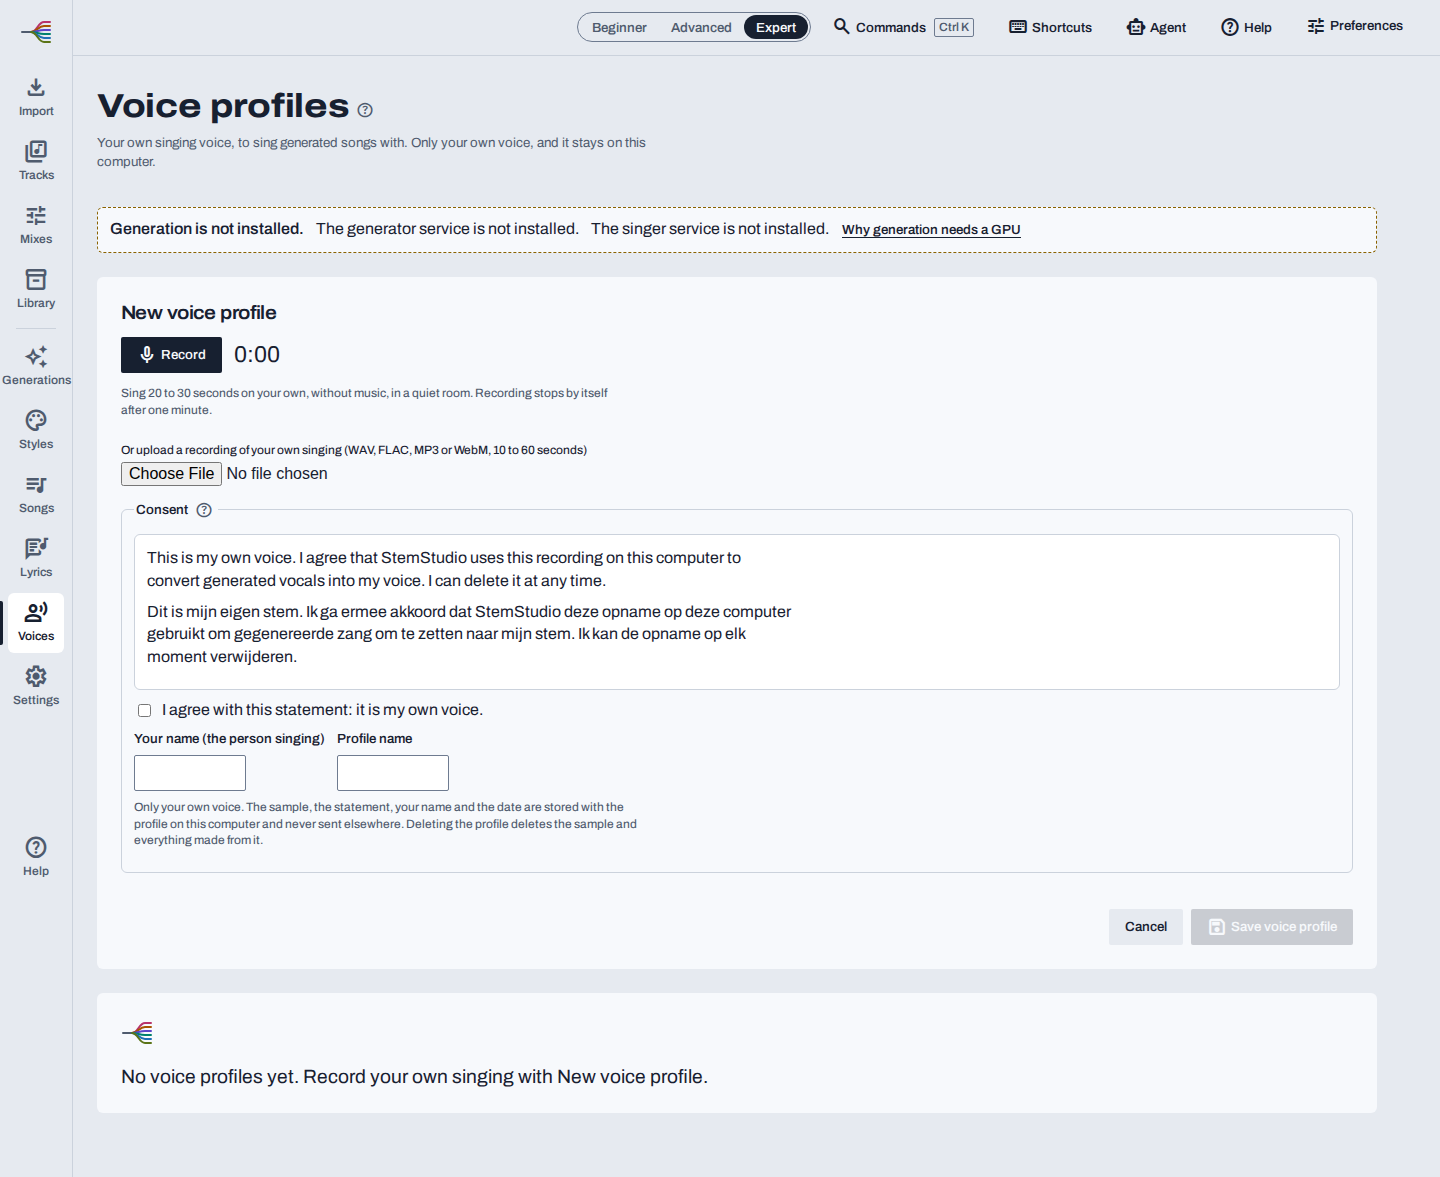 Beginner Advanced Expert Commands Ctrl K Shortcuts Agent Help Preferences
Import
Tracks
Mixes
Library
Generations
Styles
Songs
Lyrics
Voices
Settings
Help
Voice profiles
Your own singing voice, to sing generated songs with. Only your own voice, and it stays on this
computer.
Generation is not installed. The generator service is not installed. The singer service is not installed. Why generation needs a GPU
New voice profile
Record 0:00
Sing 20 to 30 seconds on your own, without music, in a quiet room. Recording stops by itself
after one minute.
Or upload a recording of your own singing (WAV, FLAC, MP3 or WebM, 10 to 60 seconds)
Choose File No file chosen
Consent
This is my own voice. I agree that StemStudio uses this recording on this computer to
convert generated vocals into my voice. I can delete it at any time.
Dit is mijn eigen stem. Ik ga ermee akkoord dat StemStudio deze opname op deze computer
gebruikt om gegenereerde zang om te zetten naar mijn stem. Ik kan de opname op elk
moment verwijderen.
I agree with this statement: it is my own voice.
Your name (the person singing) Profile name
Only your own voice. The sample, the statement, your name and the date are stored with the
profile on this computer and never sent elsewhere. Deleting the profile deletes the sample and
everything made from it.
Cancel Save voice profile
No voice profiles yet. Record your own singing with New voice profile.